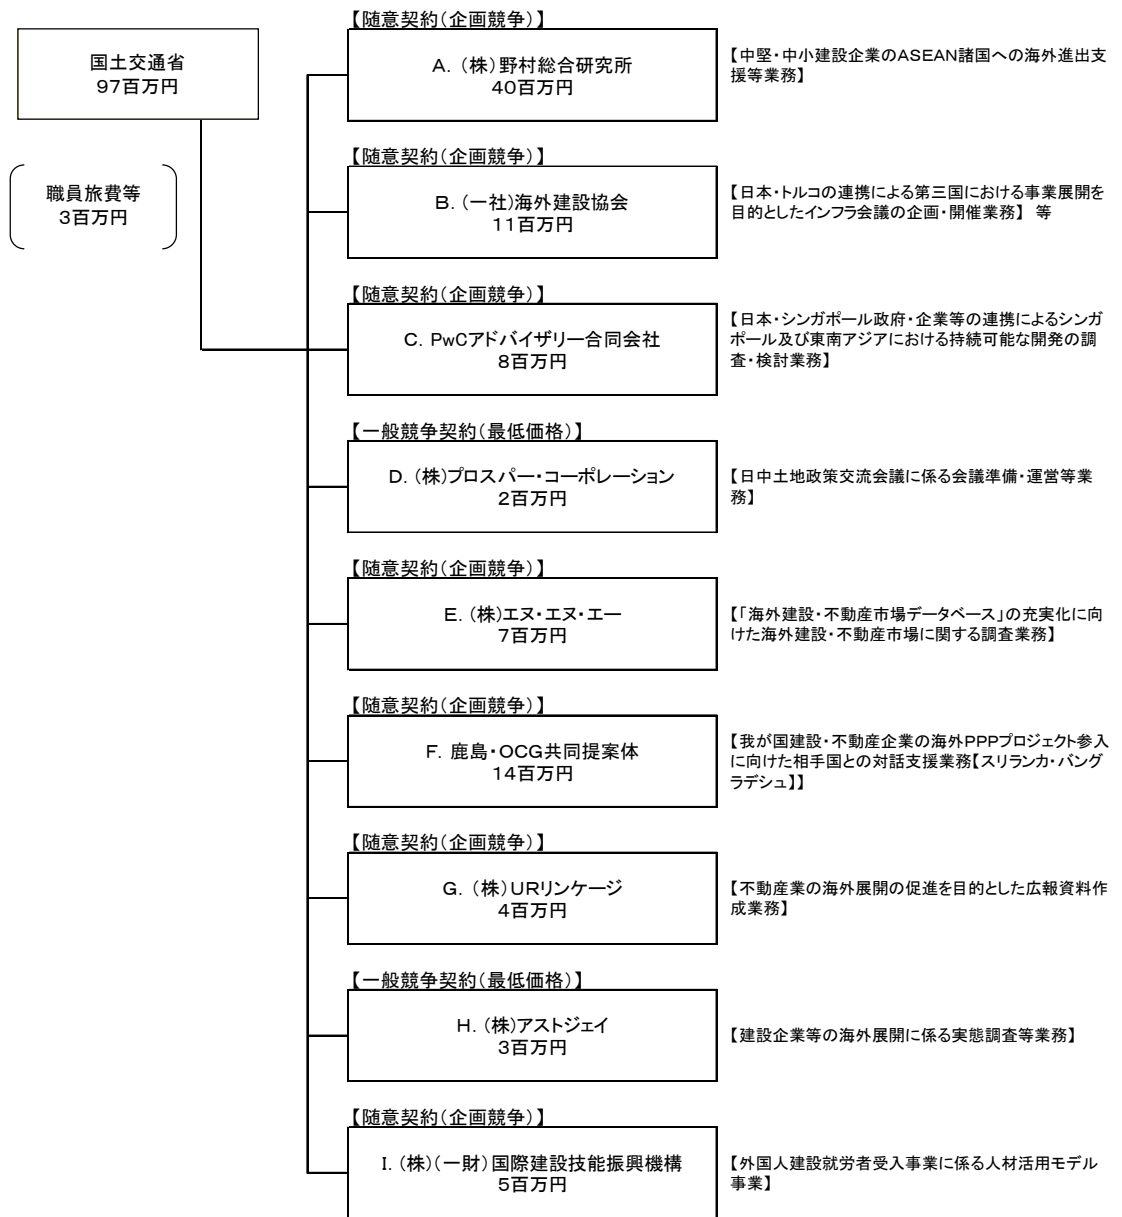 国土交通省
97百万円
職員旅費等
3百万円
【随意契約(企画競争)】
A. (株)野村総合研究所
40百万円
【中堅・中小建設企業のASEAN諸国への海外進出支
援等業務】
【随意契約(企画競争)】
B. (一社)海外建設協会
11百万円
【日本・トルコの連携による第三国における事業展開を
目的としたインフラ会議の企画・開催業務】 等
【随意契約(企画競争)】
C. PwCアドバイザリー合同会社
8百万円
【日本・シンガポール政府・企業等の連携によるシンガ
ポール及び東南アジアにおける持続可能な開発の調
査・検討業務】
【一般競争契約(最低価格)】
D. (株)プロスパー・コーポレーション
2百万円
【日中土地政策交流会議に係る会議準備・運営等業
務】
【随意契約(企画競争)】
E. (株)エヌ・エヌ・エー
7百万円
【「海外建設・不動産市場データベース」の充実化に向
けた海外建設・不動産市場に関する調査業務】
【随意契約(企画競争)】
F. 鹿島・OCG共同提案体
14百万円
【我が国建設・不動産企業の海外PPPプロジェクト参入
に向けた相手国との対話支援業務【スリランカ・バング
ラデシュ】】
【随意契約(企画競争)】
G. (株)URリンケージ
4百万円
【不動産業の海外展開の促進を目的とした広報資料作
成業務】
【一般競争契約(最低価格)】
H. (株)アストジェイ
3百万円
【建設企業等の海外展開に係る実態調査等業務】
【随意契約(企画競争)】
I. (株)(一財)国際建設技能振興機構
5百万円
【外国人建設就労者受入事業に係る人材活用モデル
事業】